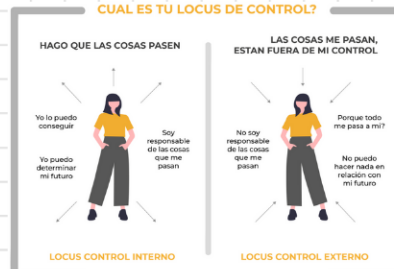 CUAL ES TU LOCUS DE CONTROL?
HAGO QUE LAS COSAS PASEN
Yo lo puedo
conseguir
Yo puedo
determinar
mi futuro
Soy
responsable
de las cosas
que me
pasan
LOCUS CONTROL INTERNO
LAS COSAS ME PASAN,
ESTAN FUERA DE MI CONTROL
No soy
responsable
de las cosas
que me
pasan
Porque todo
me pasa a mi?
No puedo
hacer nada en
relación con
mi futuro
LOCUS CONTROL EXTERNO